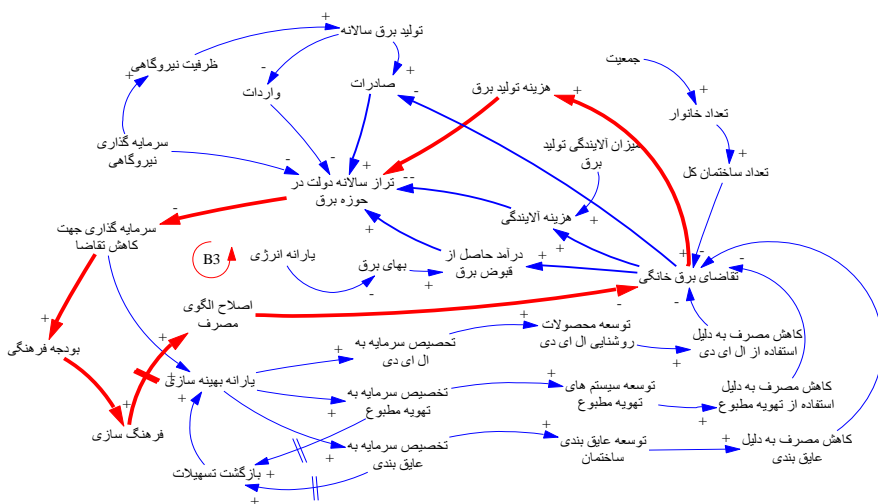 تولید برق سالانه
ظرفیت نیروگاهی
صادرات
واردات
هزینه تولید برق
جمعیت
تعداد خانوار
سرمایه گذاری
نیروگاهی
میزان آلایندگی تولید
برق
تعداد ساختمان کل
تراز سالانه دولت در
حوزه برق
سرمایه گذاری جهت
کاهش تقاضا
هزینه آلایندگی
یارانه انرژی
بهای برق
درآمد حاصل از
قبوض برق
تقاضای برق خانگی
B3
اصلاح الگوی
مصرف
بودجه فرهنگی
تحصیص سرمایه به
ال ای دی
توسعه محصولات
روشنایی ال ای دی
کاهش مصرف به دلیل
استفاده از ال ای دی
یارانه بهینه سازی
تخصیص سرمایه به
تهویه مطبوع
توسعه سیستم های
تهویه مطبوع
کاهش مصرف به دلیل
استفاده از تهویه مطبوع
فرهنگ سازی
بازگشت تسهیلات
تخصیص سرمایه به
عایق بندی
توسعه عایق بندی
ساختمان
کاهش مصرف به دلیل
عایق بندی